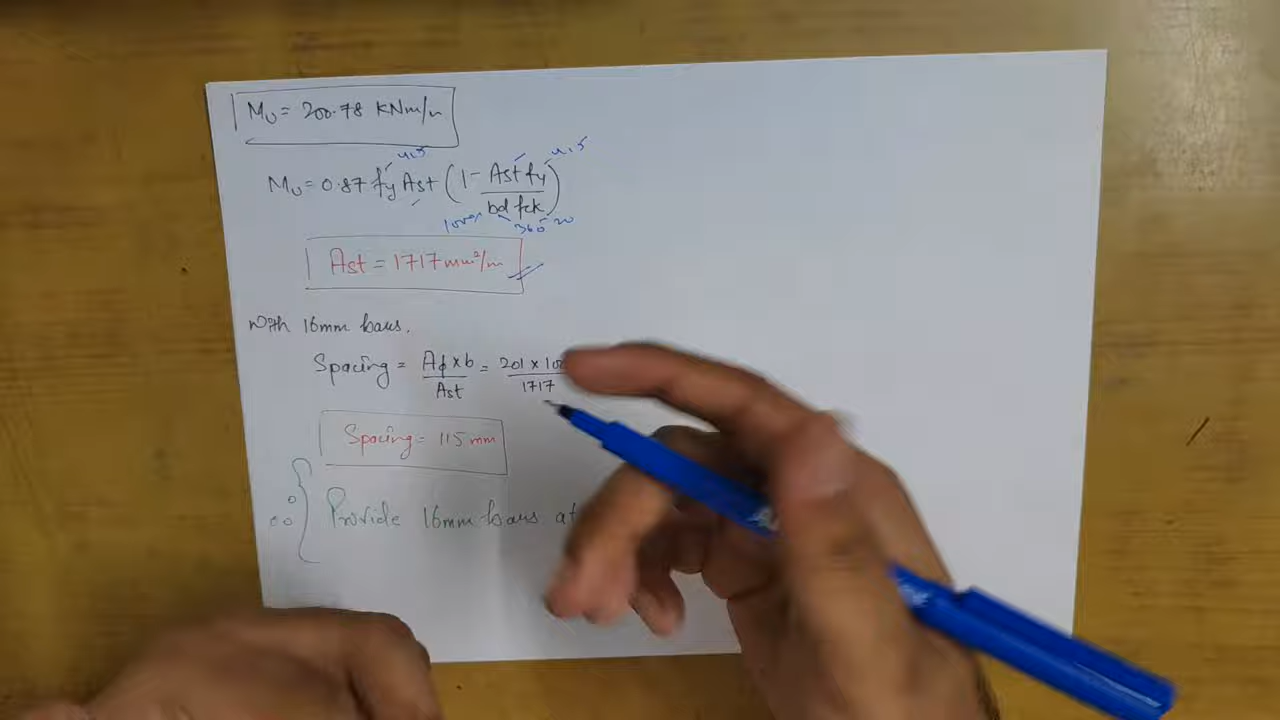 Mu = 200.78 KNm/m
415 415
Mu = 0.87 fy Ast (1 - Ast fy / bd fck)
1000 360 20
Ast = 1717 mm²/m
With 16mm bars.
Spacing = Aϕ x b / Ast = 201 x 100 / 1717
Spacing = 115 mm
∴ { Provide 16mm bars at